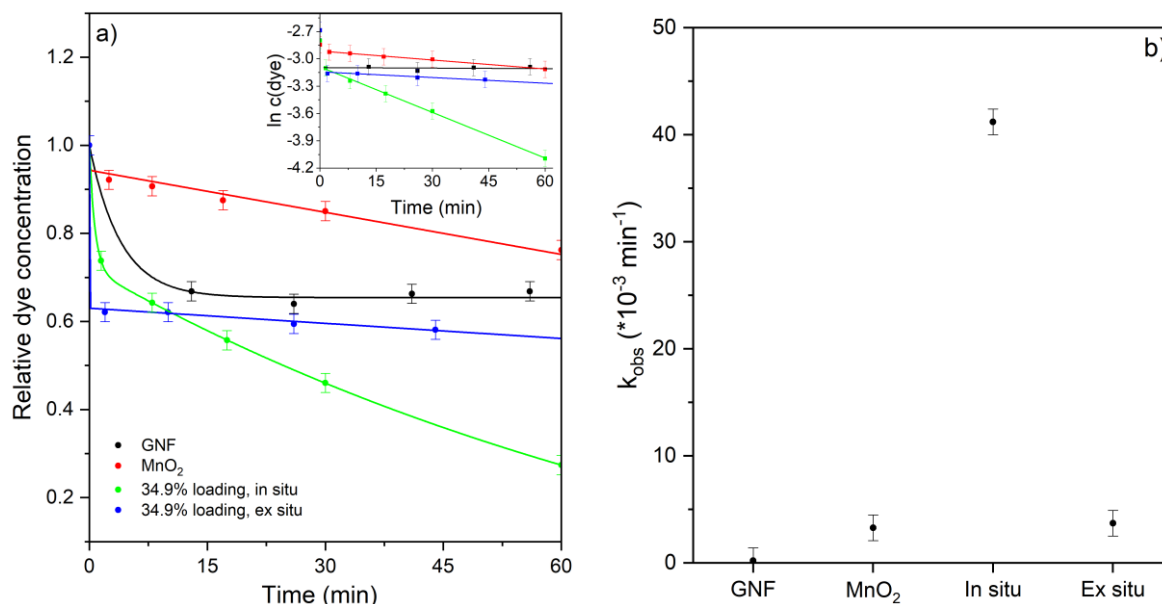 a)
Relative dye concentration
1.2
1.0
0.8
0.6
0.4
0.2
0
15
30
45
60
Time (min)
GNF
MnO₂
34.9% loading, in situ
34.9% loading, ex situ
ln c(dye)
-2.4
-2.7
-3.0
-3.3
-3.6
-3.9
-4.2
0
15
30
45
60
Time (min)
b)
k_obs (*10⁻³ min⁻¹)
50
40
30
20
10
0
GNF
MnO₂
In situ
Ex situ